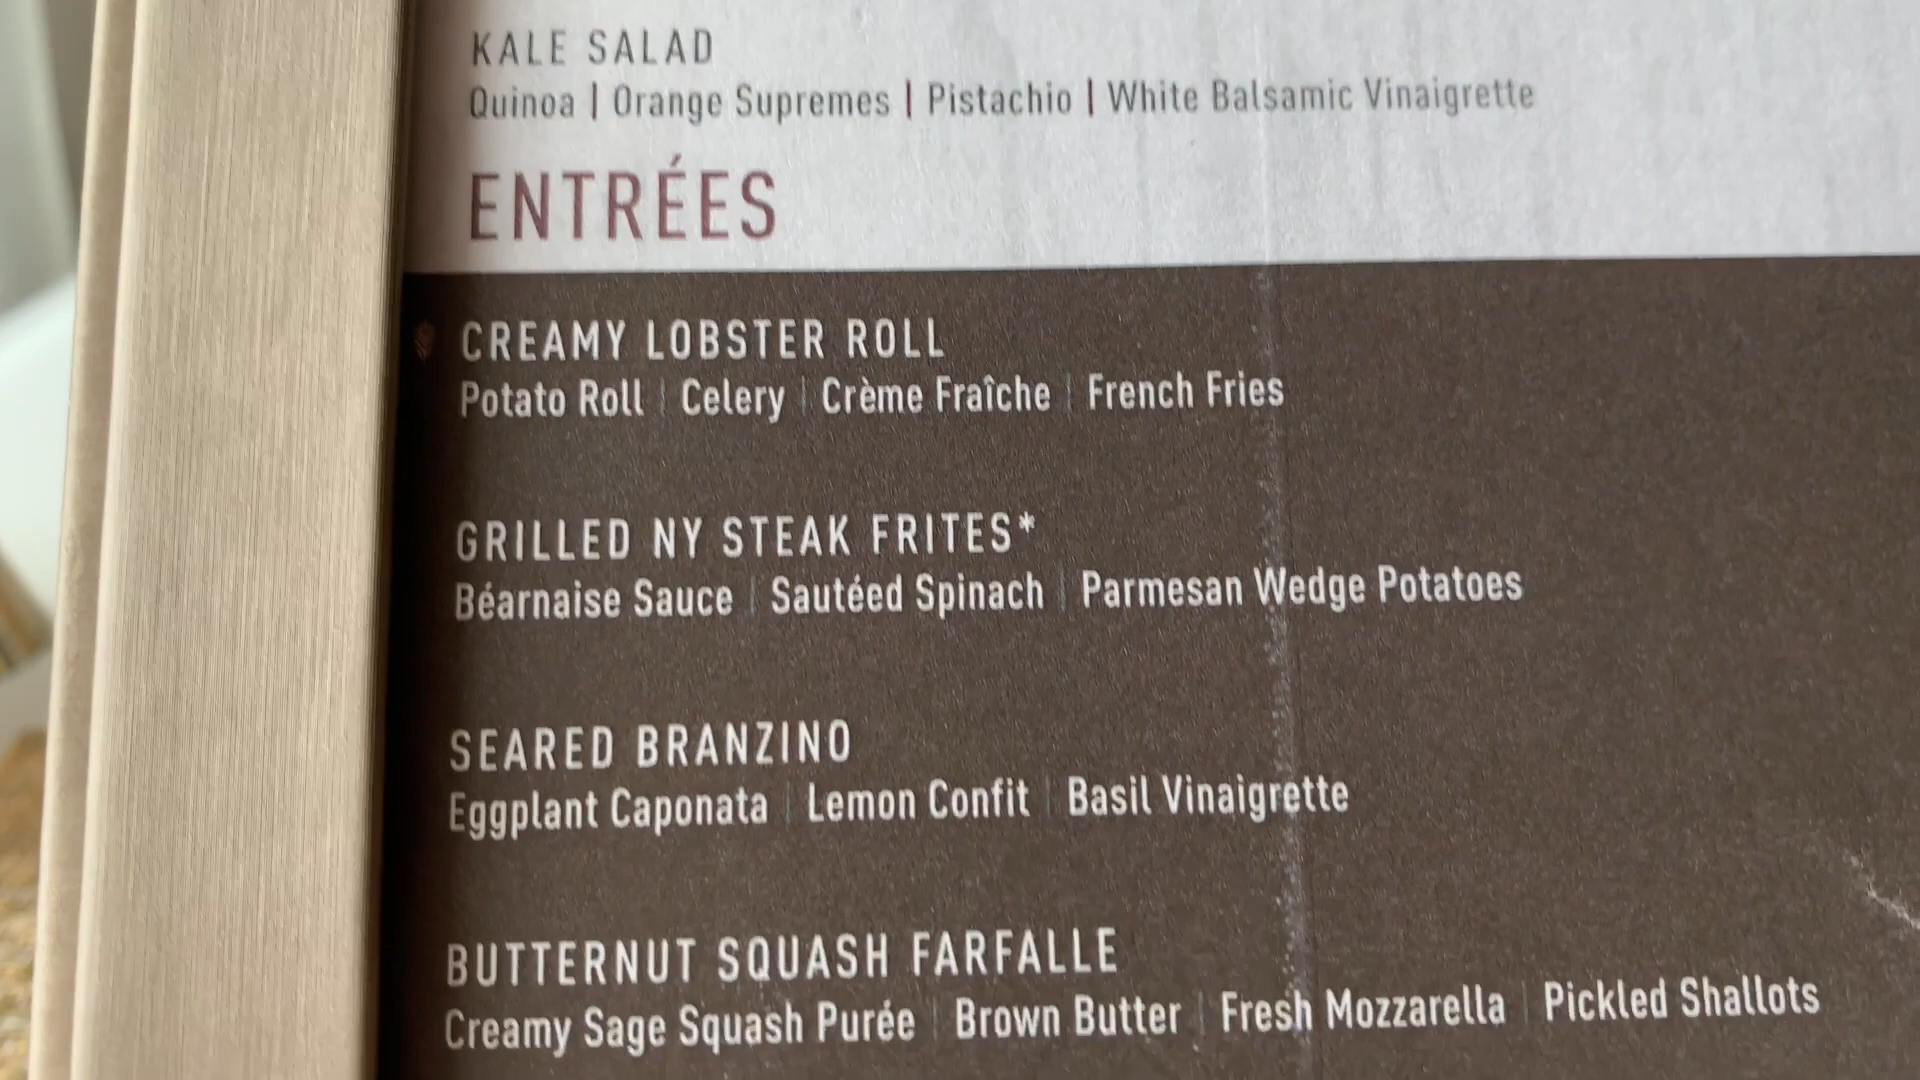 KALE SALAD
Quinoa | Orange Supremes | Pistachio | White Balsamic Vinaigrette
ENTRÉES
CREAMY LOBSTER ROLL
Potato Roll | Celery | Crème Fraîche | French Fries
GRILLED NY STEAK FRITES*
Béarnaise Sauce | Sautéed Spinach | Parmesan Wedge Potatoes
SEARED BRANZINO
Eggplant Caponata | Lemon Confit | Basil Vinaigrette
BUTTERNUT SQUASH FARFALLE
Creamy Sage Squash Purée | Brown Butter | Fresh Mozzarella | Pickled Shallots